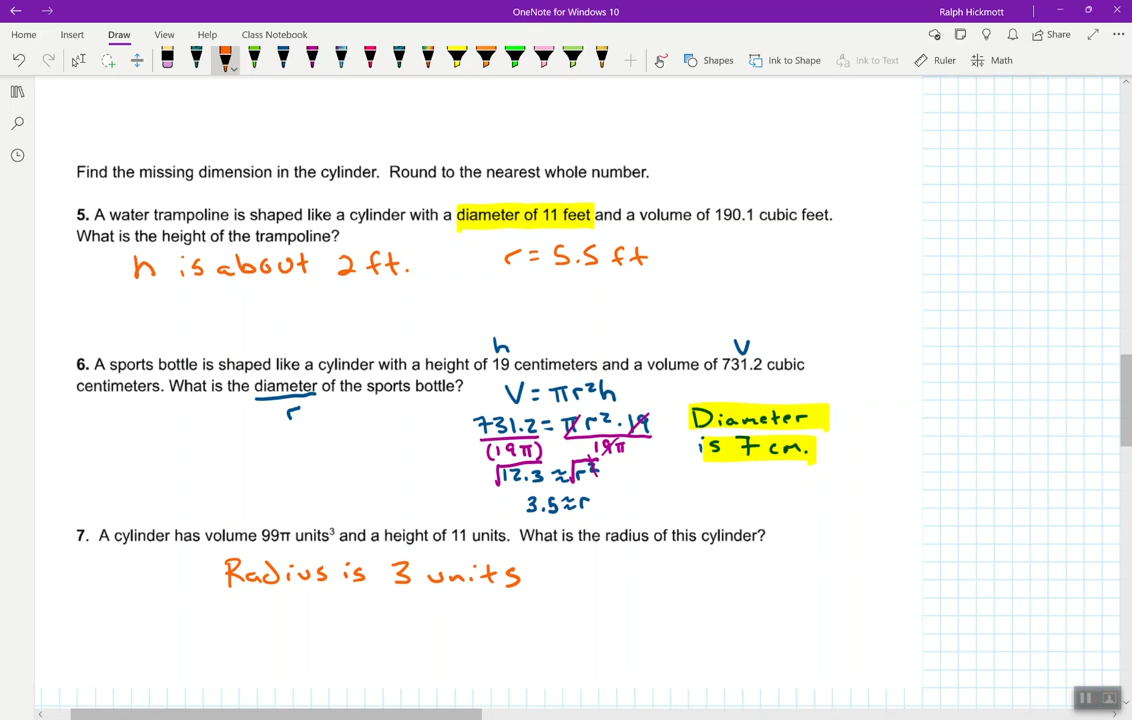 OneNote for Windows 10
Ralph Hickmott
Home Insert Draw View Help Class Notebook
Share
Shapes Ink to Shape Ink to Text Ruler Math
Find the missing dimension in the cylinder. Round to the nearest whole number.
5. A water trampoline is shaped like a cylinder with a diameter of 11 feet and a volume of 190.1 cubic feet.
What is the height of the trampoline?
h is about 2 ft. r = 5.5 ft
h V
6. A sports bottle is shaped like a cylinder with a height of 19 centimeters and a volume of 731.2 cubic
centimeters. What is the diameter of the sports bottle?
r
V = πr²h
731.2 = πr²·19
(19π) 19π
√12.3 ≈ √r²
3.5 ≈ r
Diameter
is 7 cm.
7. A cylinder has volume 99π units³ and a height of 11 units. What is the radius of this cylinder?
Radius is 3 units